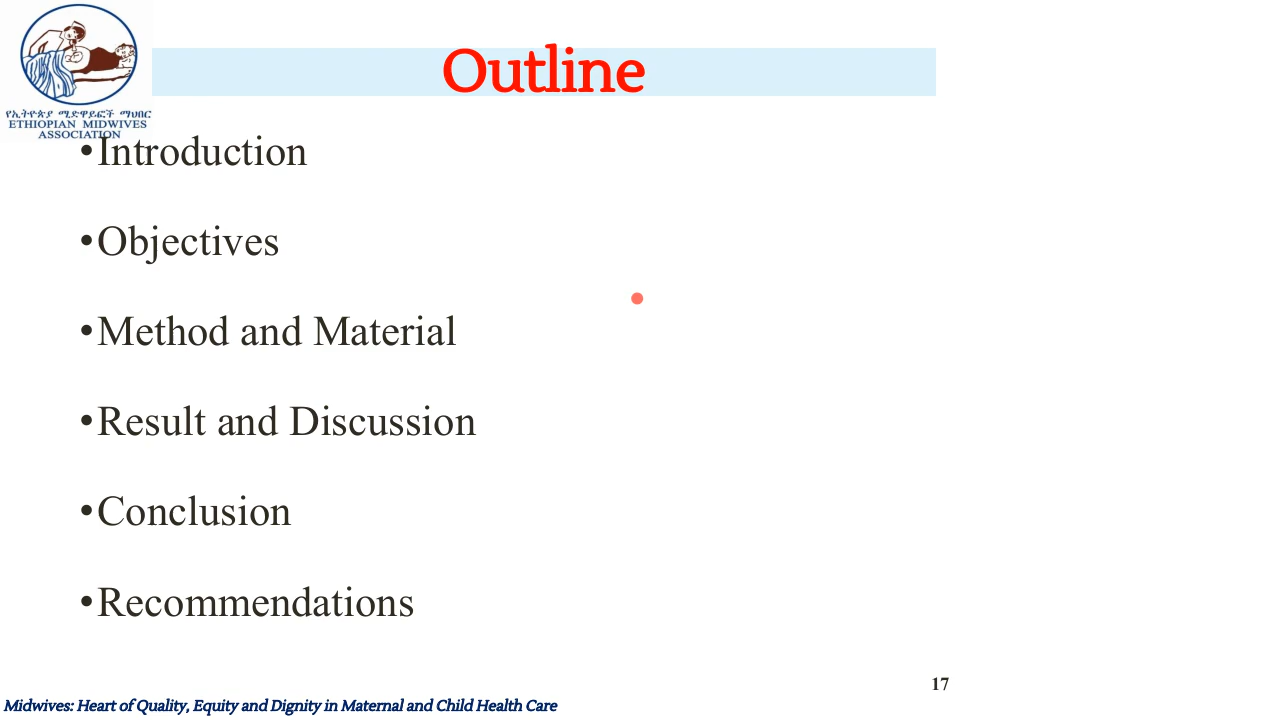 Outline
የኢትዮጵያ ሚድዋይፎች ማህበር
ETHIOPIAN MIDWIVES
ASSOCIATION
•Introduction
•Objectives
•Method and Material
•Result and Discussion
•Conclusion
•Recommendations
17
Midwives: Heart of Quality, Equity and Dignity in Maternal and Child Health Care